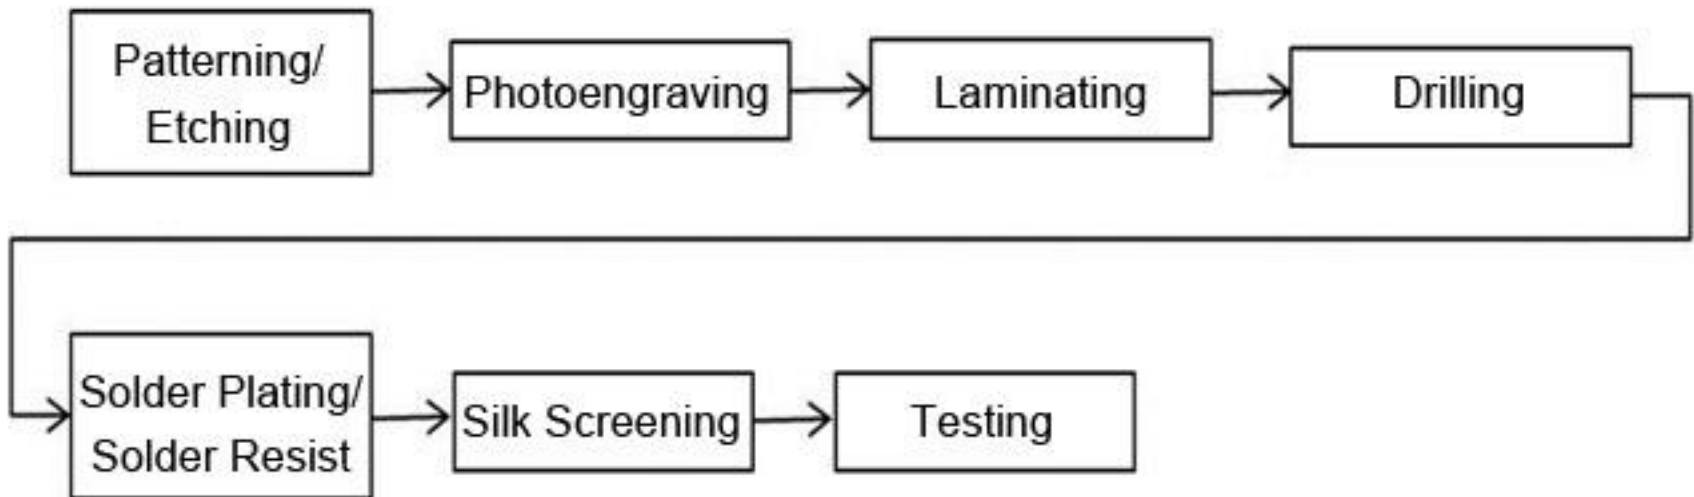 Patterning/
Etching
Photoengraving
Laminating
Drilling
Solder Plating/
Solder Resist
Silk Screening
Testing